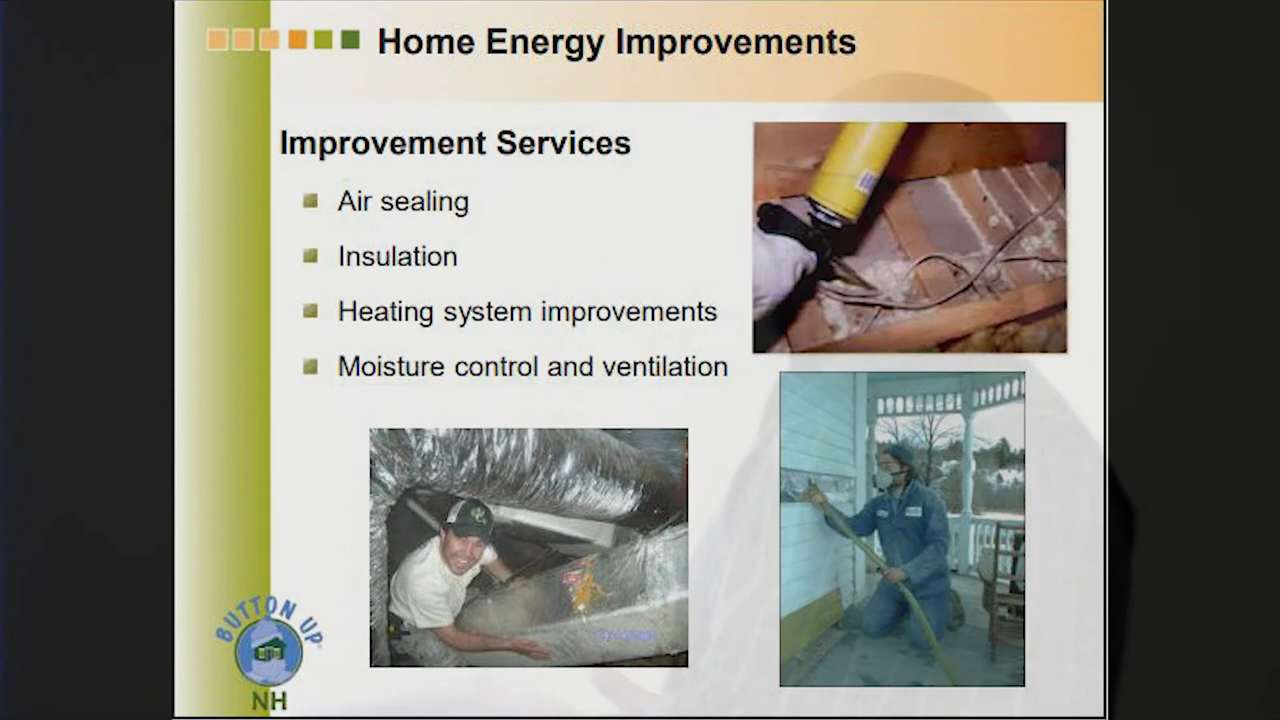 Home Energy Improvements
Improvement Services
Air sealing
Insulation
Heating system improvements
Moisture control and ventilation
BUTTON UP
NH